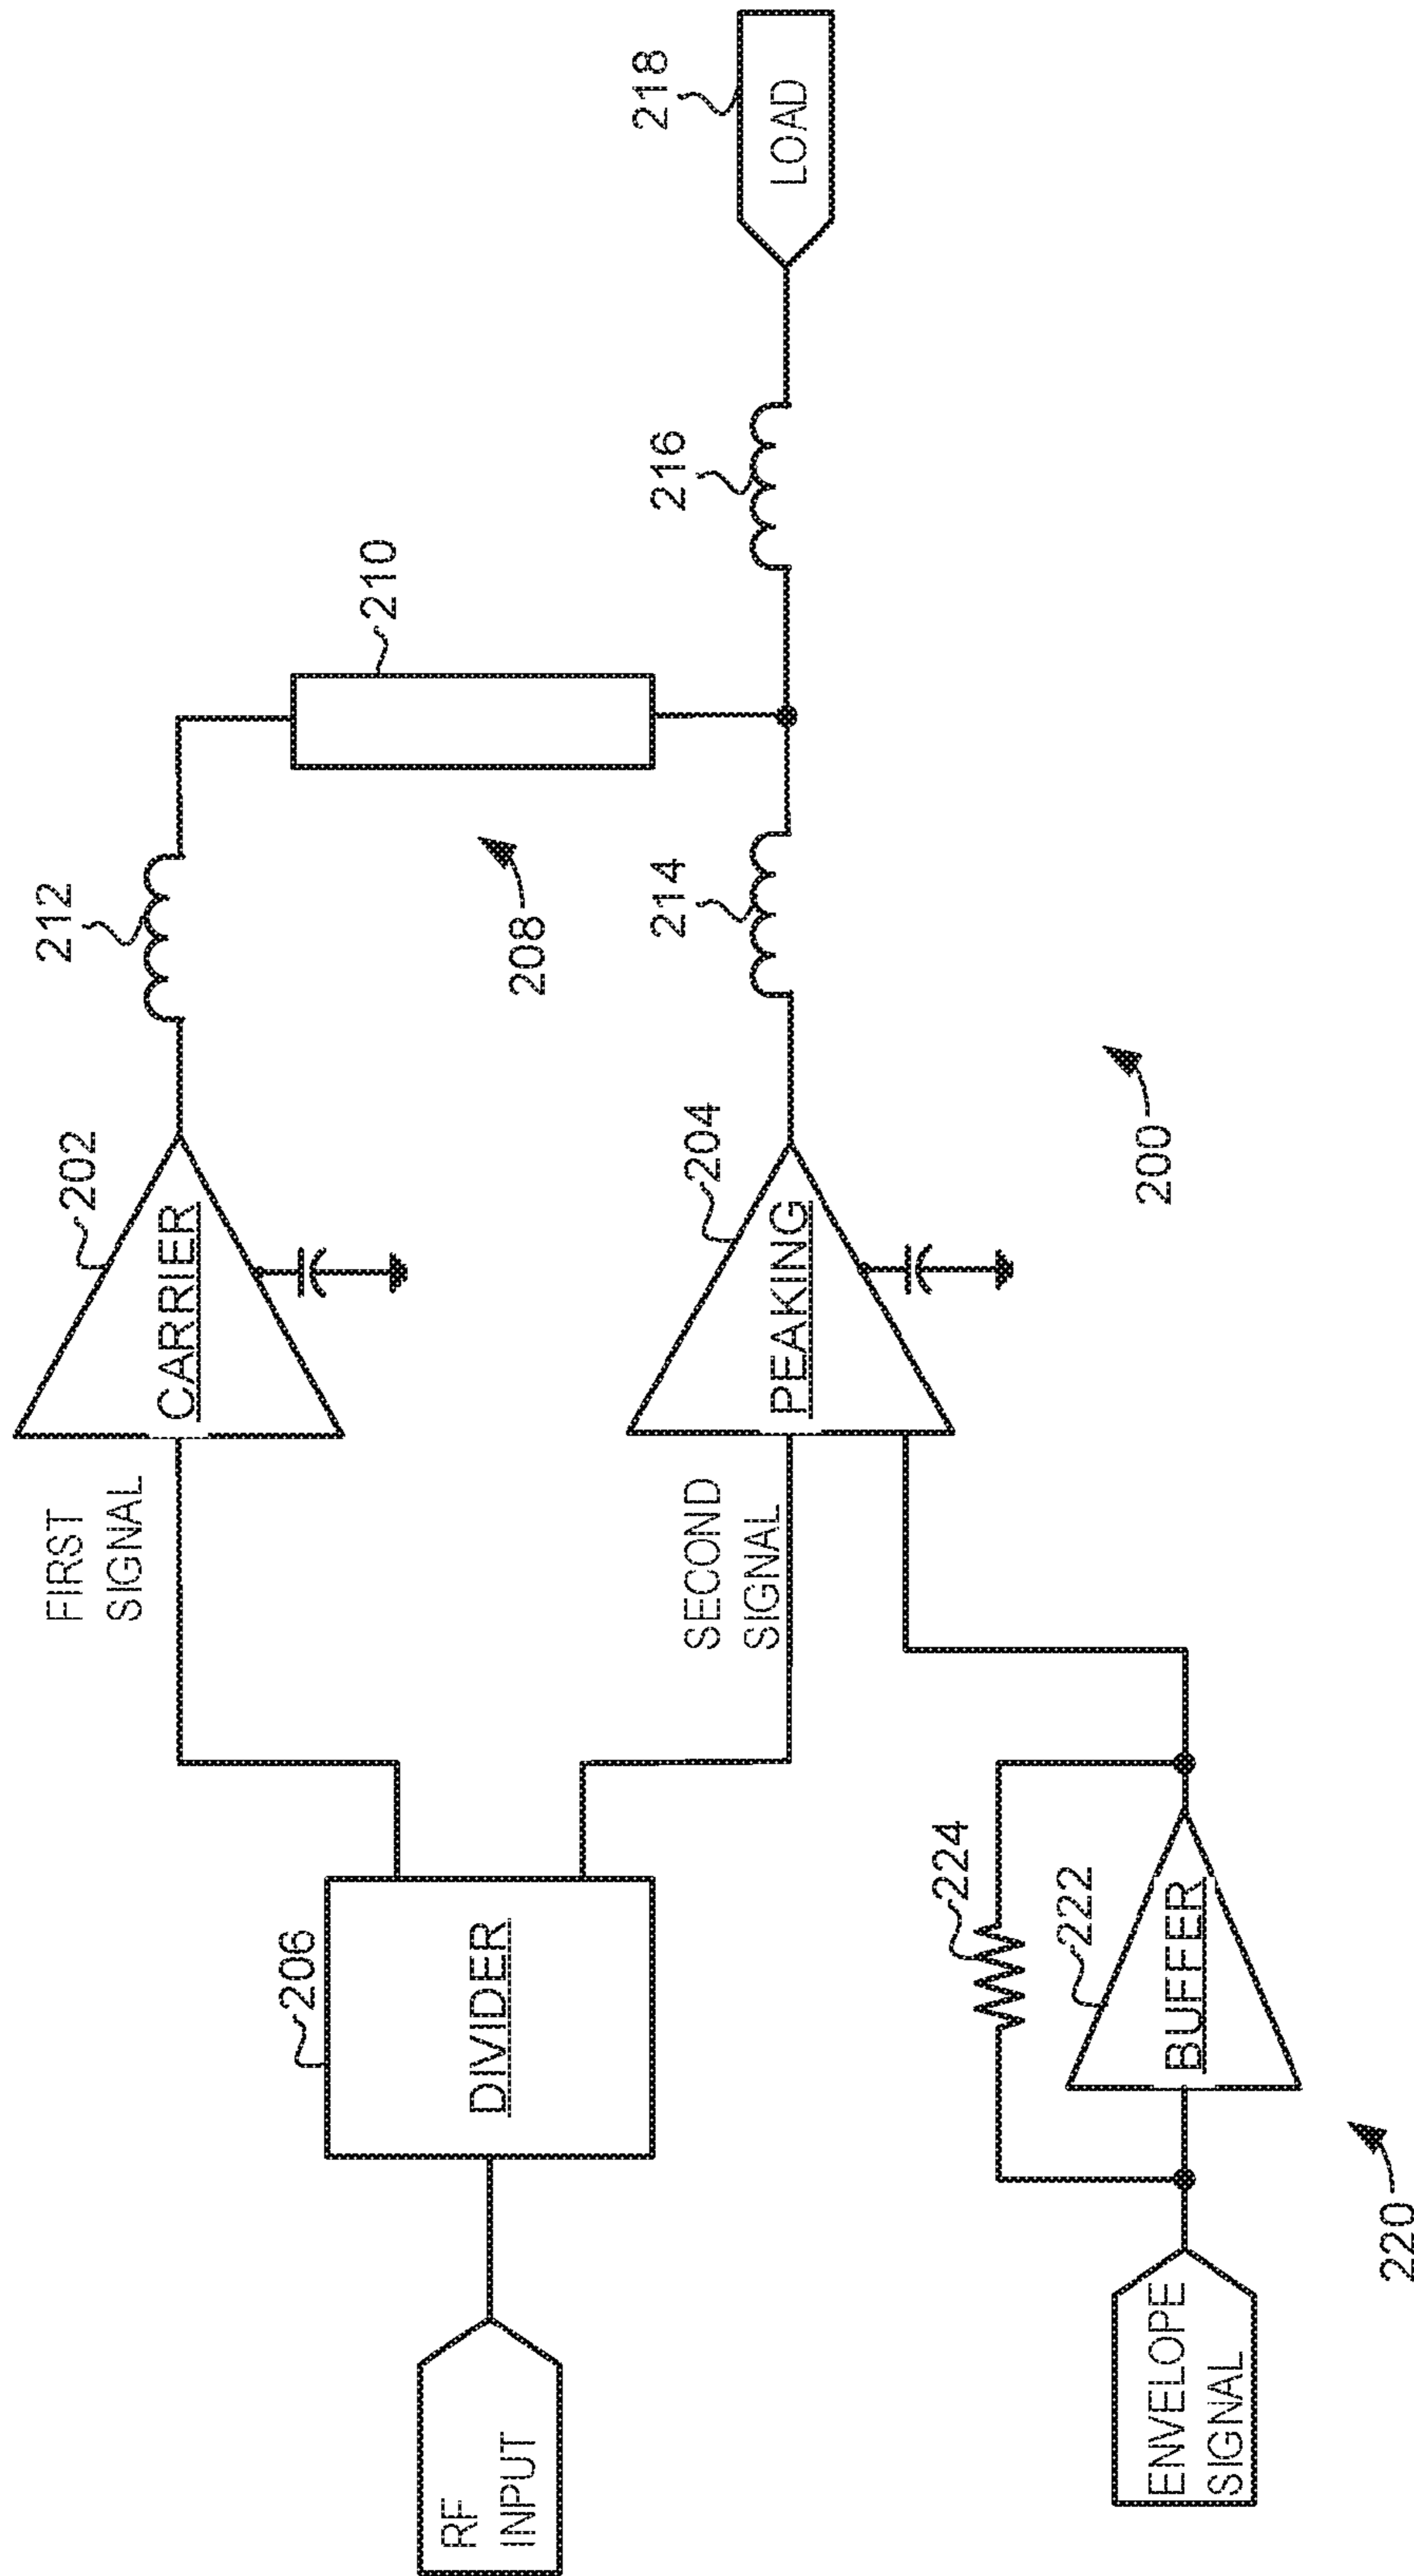 RF
INPUT
206
DIVIDER
FIRST
SIGNAL
202
CARRIER
212
210
208
SECOND
SIGNAL
204
PEAKING
214
216
218
LOAD
200
ENVELOPE
SIGNAL
224
222
BUFFER
220